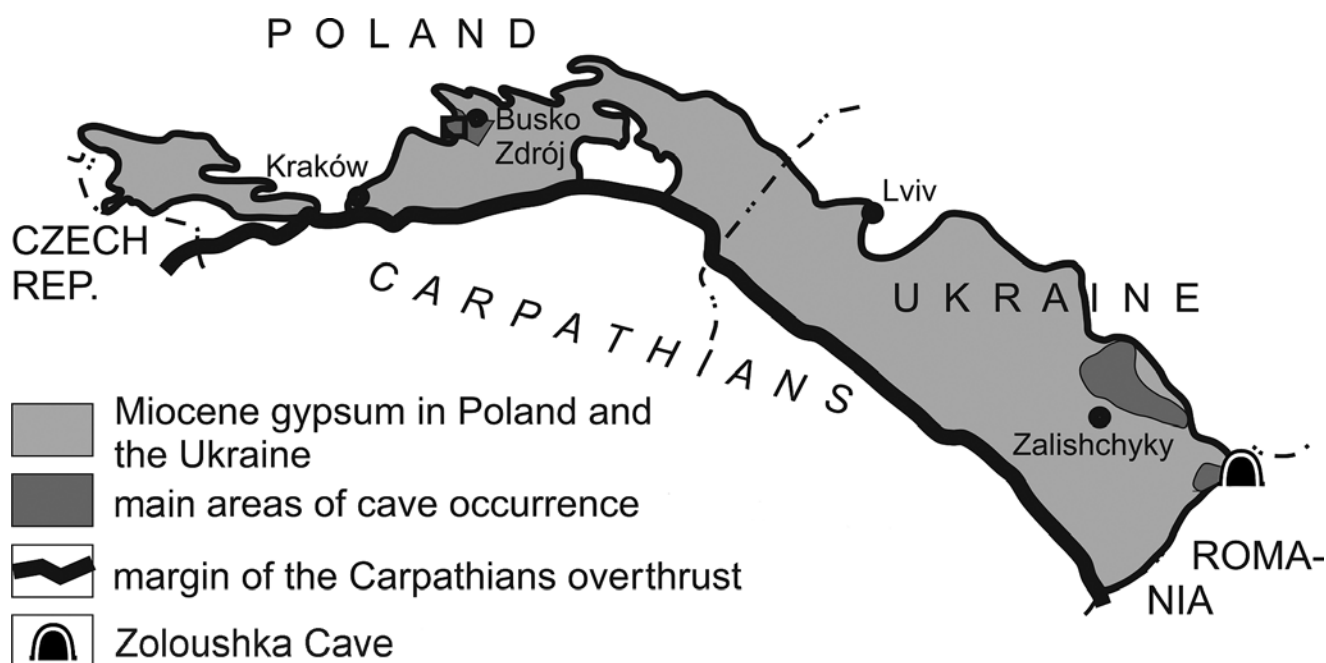 POLAND
Busko
Zdrój
Kraków
Lviv
CZECH
REP.
CARPATHIANS
UKRAINE
Zalishchyky
ROMA-
NIA
Miocene gypsum in Poland and
the Ukraine
main areas of cave occurrence
margin of the Carpathians overthrust
Zoloushka Cave